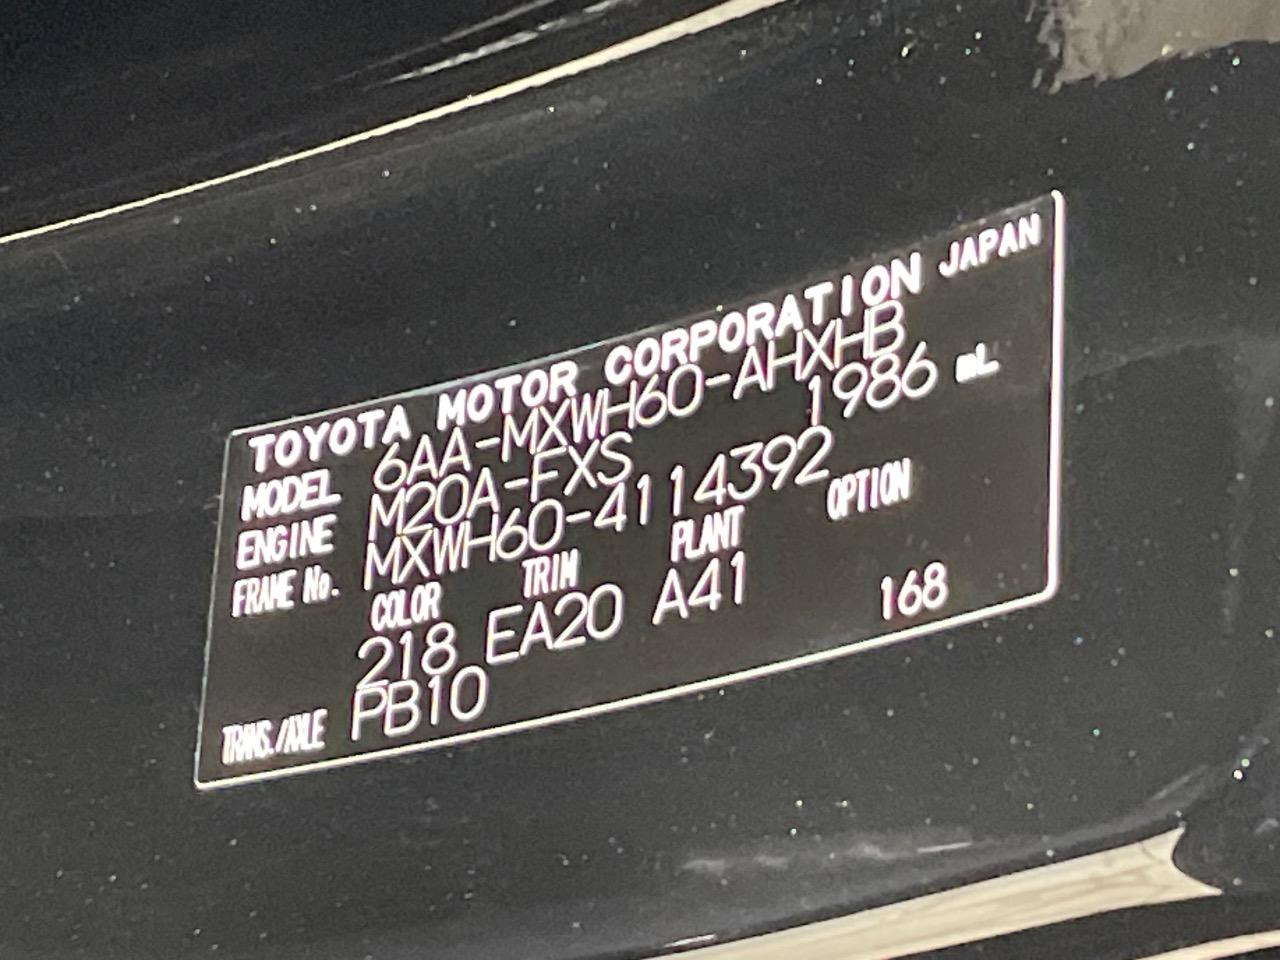 TOYOTA MOTOR CORPORATION JAPAN
MODEL 6AA-MXWH60-AHXHB
ENGINE M20A-FXS 1986 mL
FRAME No. MXWH60-4114392
COLOR TRIM PLANT OPTION
218 EA20 A41 168
TRANS./AXLE PB10